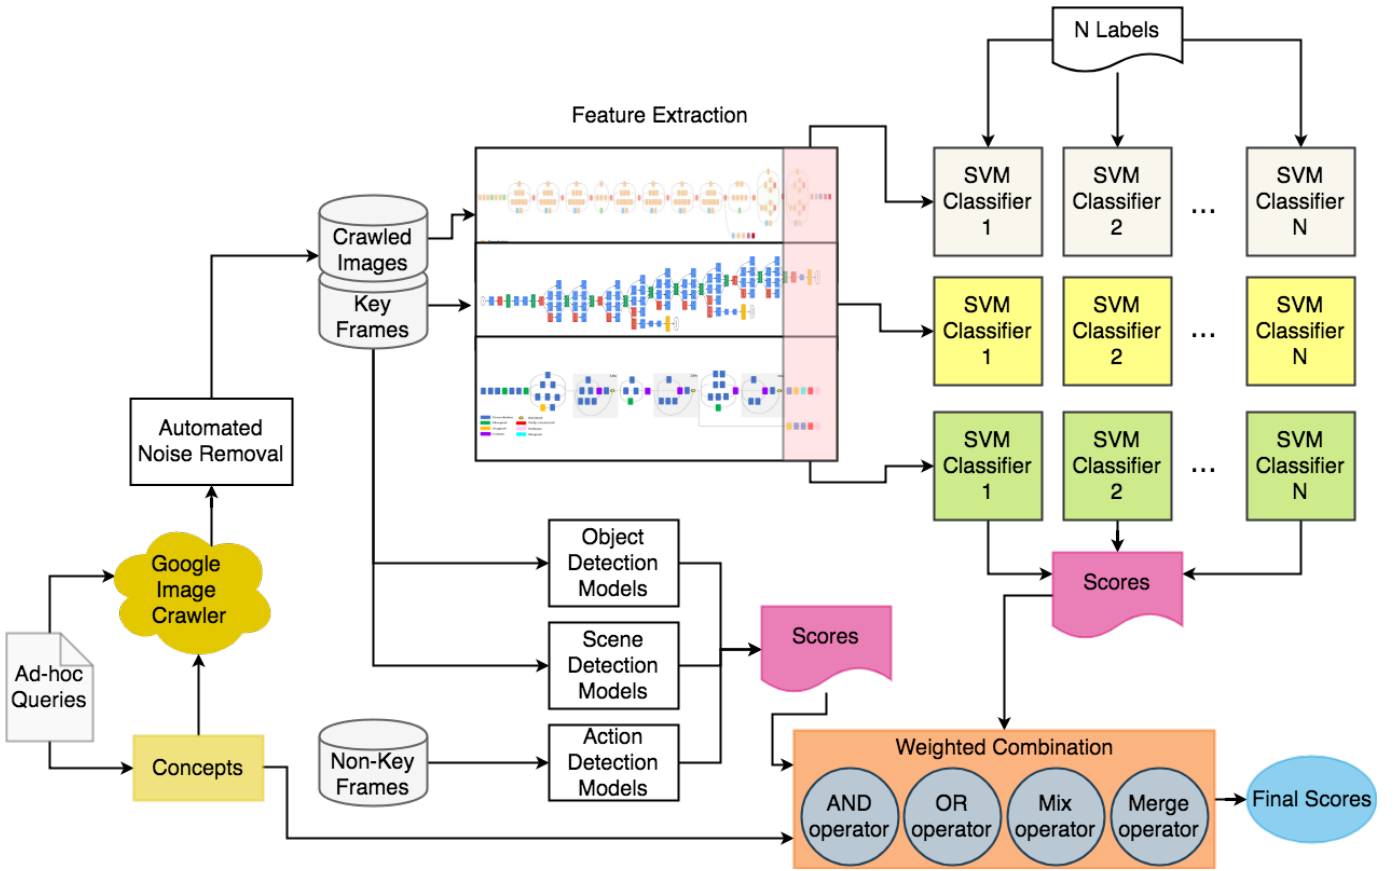 N Labels
Feature Extraction
SVM
Classifier
1
SVM
Classifier
2
...
SVM
Classifier
N
Crawled
Images
Key
Frames
SVM
Classifier
1
SVM
Classifier
2
...
SVM
Classifier
N
Automated
Noise Removal
SVM
Classifier
1
SVM
Classifier
2
...
SVM
Classifier
N
Google
Image
Crawler
Object
Detection
Models
Scores
Scene
Detection
Models
Scores
Ad-hoc
Queries
Concepts
Non-Key
Frames
Action
Detection
Models
Weighted Combination
AND
operator
OR
operator
Mix
operator
Merge
operator
Final Scores